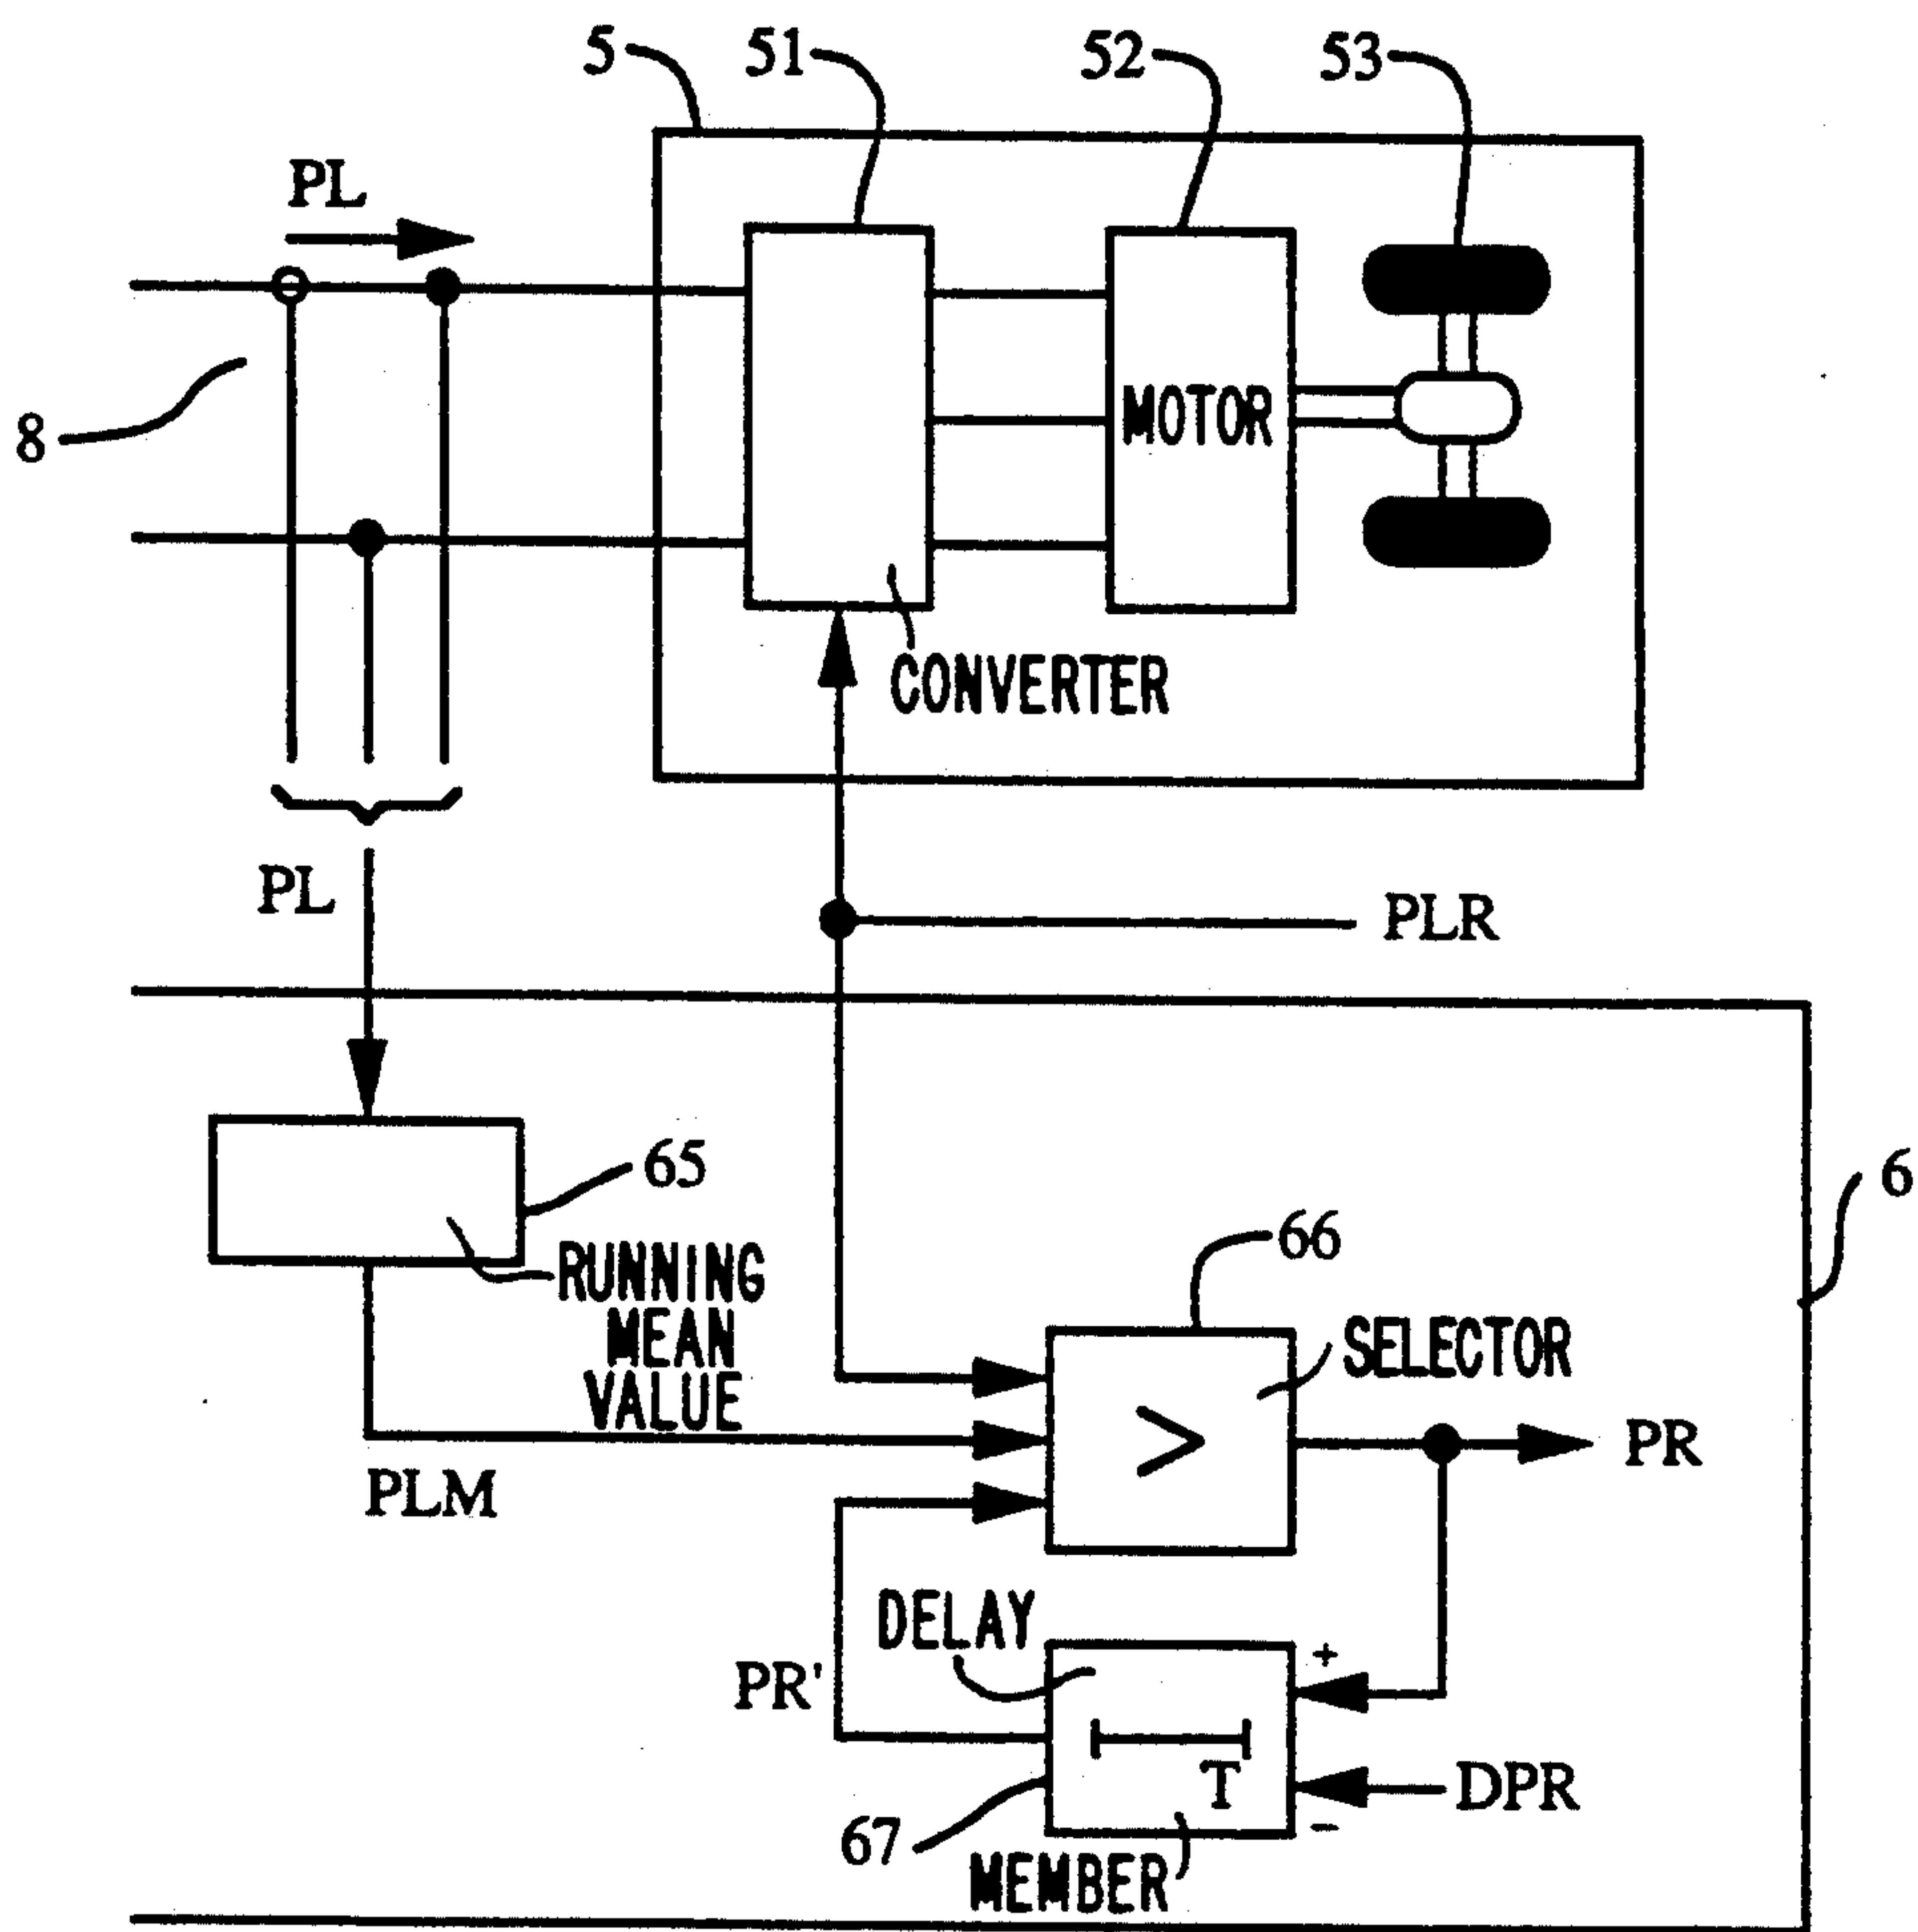 5
51
52
53
PL
8
MOTOR
CONVERTER
PL
PLR
65
6
RUNNING
MEAN
VALUE
66
SELECTOR
>
PR
PLM
DELAY
+
PR'
T
DPR
67
-
MEMBER